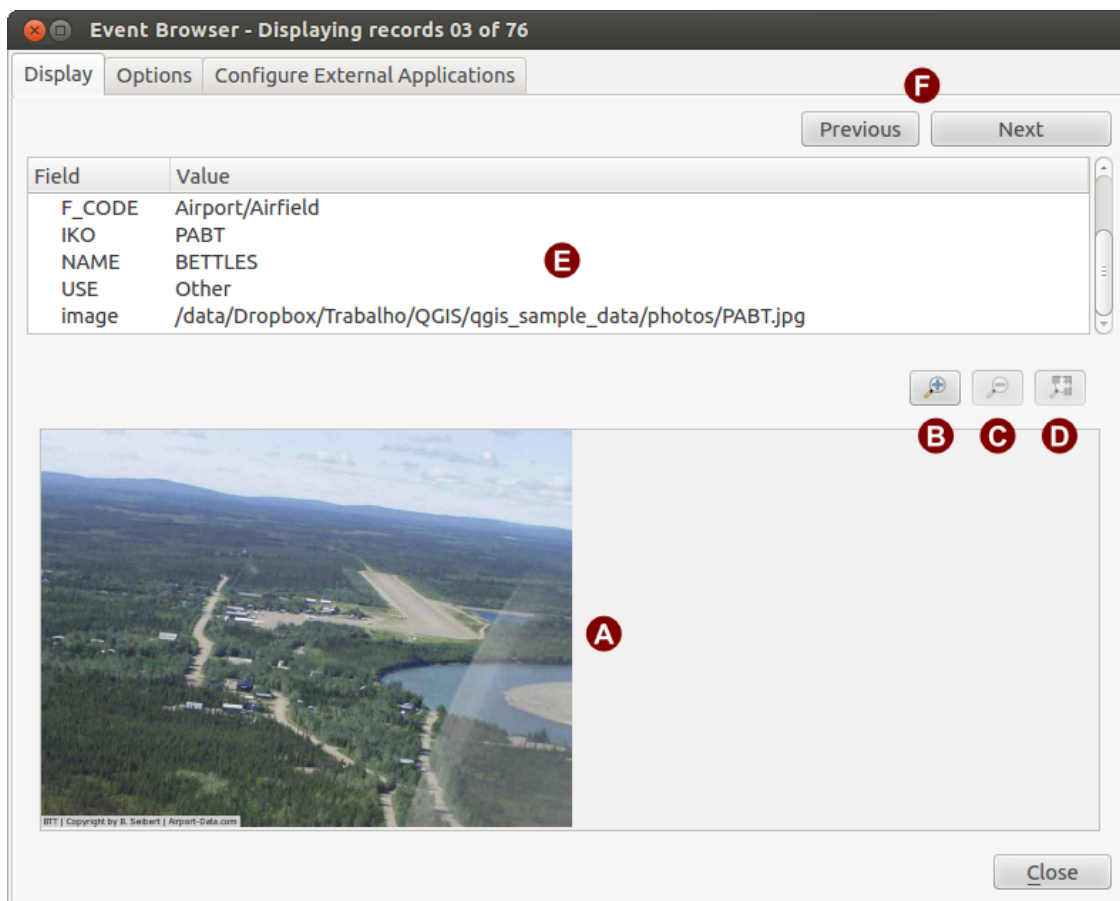 Event Browser - Displaying records 03 of 76
Display Options Configure External Applications
F
Previous Next
Field Value
F_CODE Airport/Airfield
IKO PABT
NAME BETTLES
E
USE Other
image /data/Dropbox/Trabalho/QGIS/qgis_sample_data/photos/PABT.jpg
B C D
A
BTT | Copyright by B. Seibert | Airport-Data.com
Close